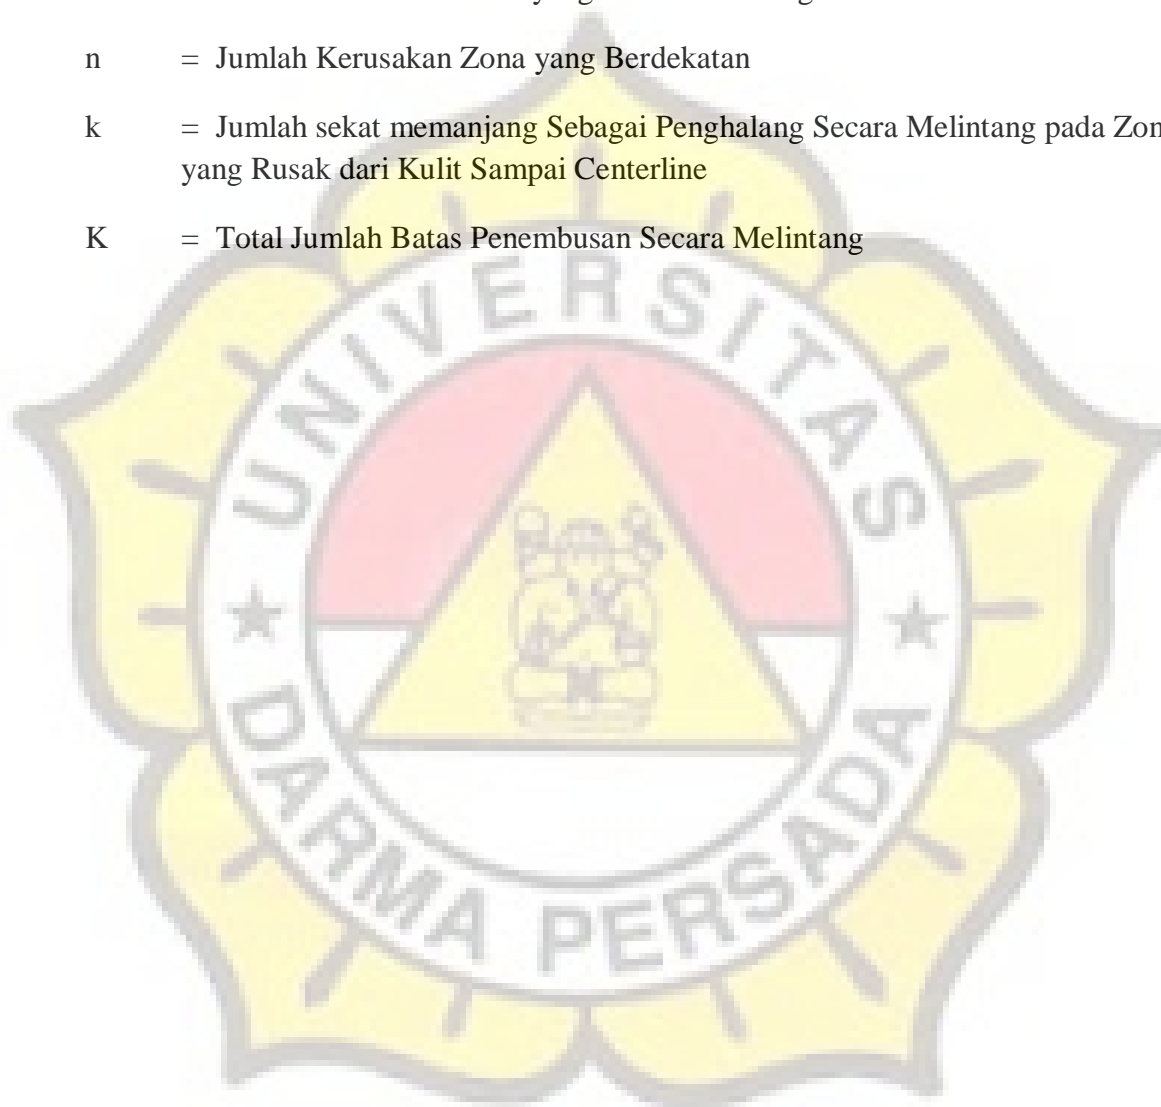 n = Jumlah Kerusakan Zona yang Berdekatan
k = Jumlah sekat memanjang Sebagai Penghalang Secara Melintang pada
yang Rusak dari Kulit Sampai Centerline
K = Total Jumlah Batas Penembusan Secara Melintang
UNIVERSITAS
★ DARMA PERSADA ★